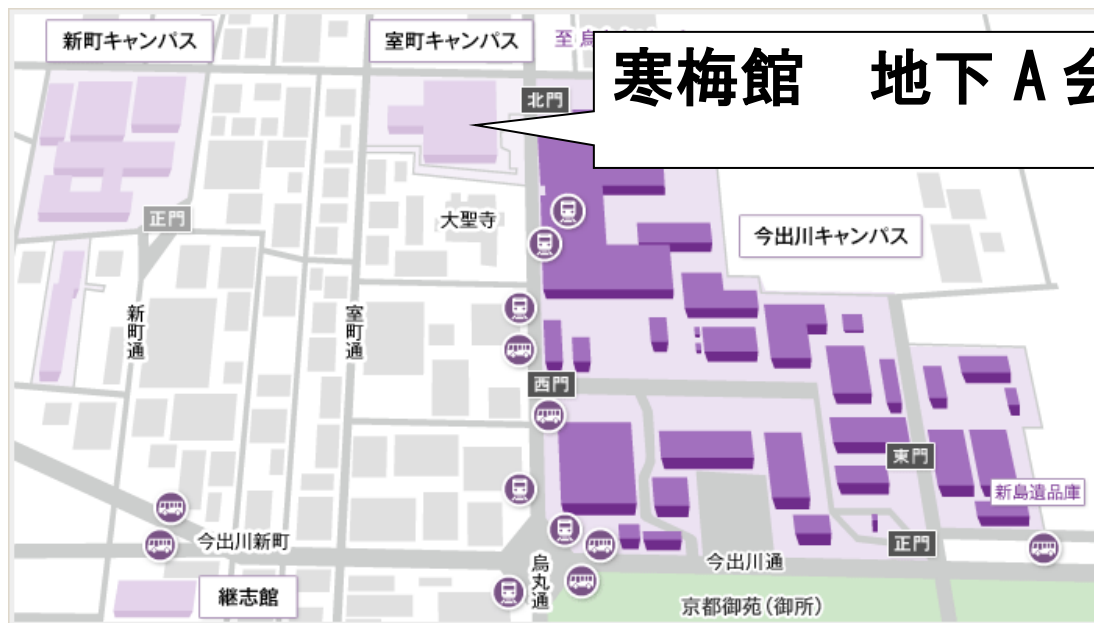 新町キャンパス
室町キャンパス
至 烏
寒梅館 地下 A 会
北門
正門
大聖寺
今出川キャンパス
新町通
室町通
西門
東門
新島遺品庫
今出川新町
正門
今出川通
烏丸通
継志館
京都御苑(御所)